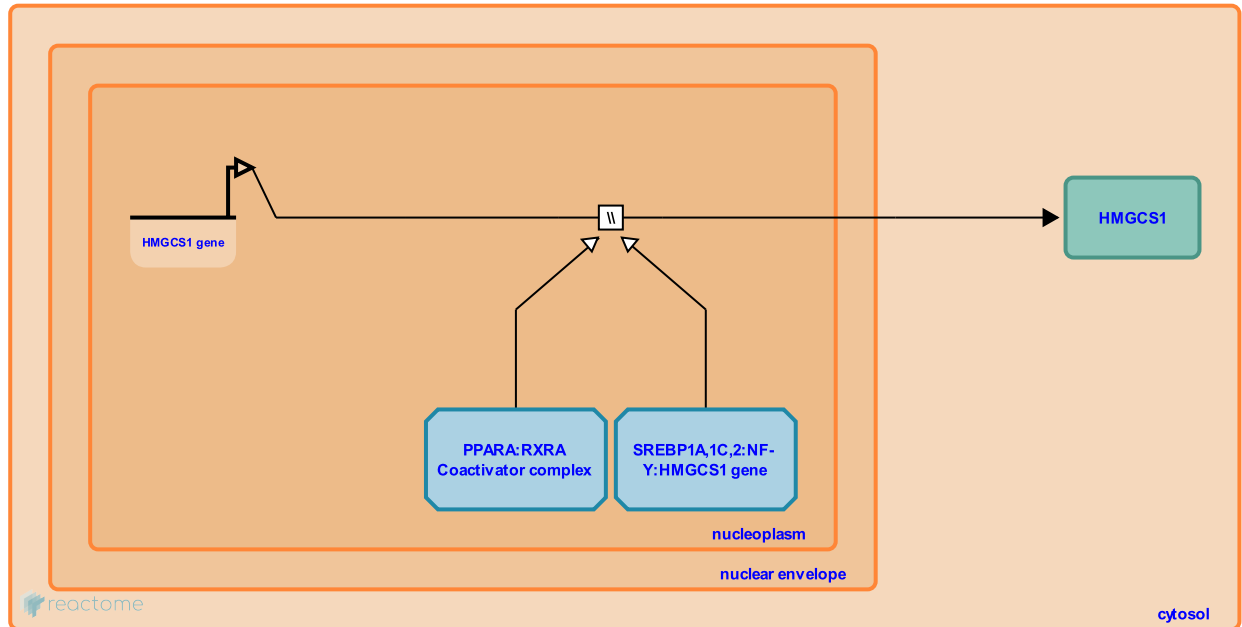 HMGCS1 gene
\\
HMGCS1
PPARA:RXRA
Coactivator complex
SREBP1A,1C,2:NF-
Y:HMGCS1 gene
nucleoplasm
nuclear envelope
reactome
cytosol